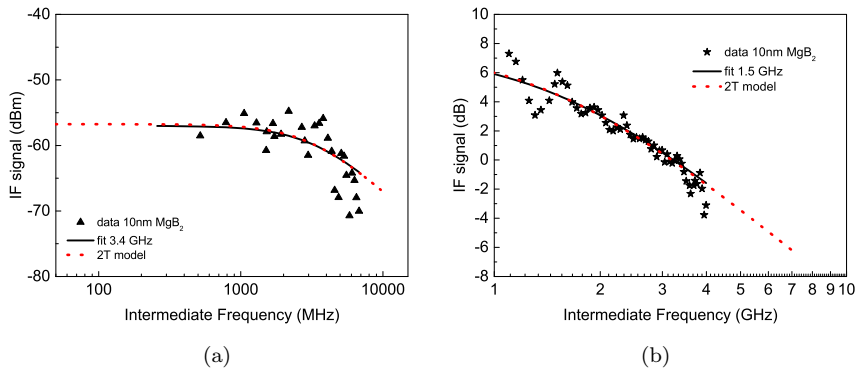 -40
-50
-60
-70
-80
IF signal (dBm)
data 10nm MgB₂
fit 3.4 GHz
2T model
100
1000
10000
Intermediate Frequency (MHz)
(a)
10
8
6
4
2
0
-2
-4
-6
-8
IF signal (dB)
data 10nm MgB₂
fit 1.5 GHz
2T model
1
2
3
4
5
6
7
8
9
10
Intermediate Frequency (GHz)
(b)